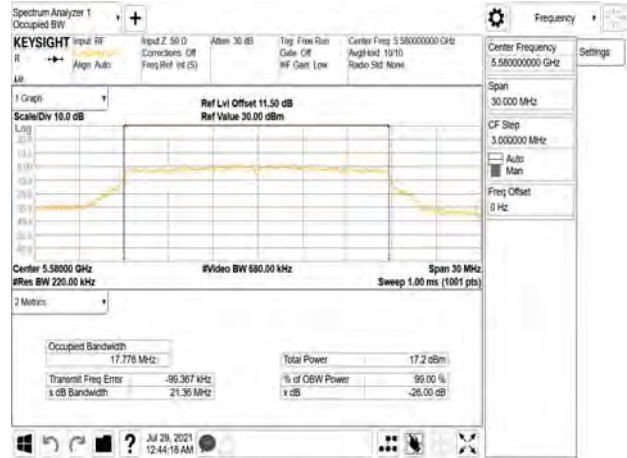 Spectrum Analyzer 1
Occupied BW
Frequency
KEYSIGHT Input: RF
R
Align: Auto
Input Z: 50 Ω
Corrections: Off
Freq Ref: Int (S)
Atten: 30 dB
Trig: Free Run
Gate: Off
#IF Gain: Low
Center Freq: 5.580000000 GHz
Avg|Hold: 10/10
Radio Std: None
Center Frequency
5.580000000 GHz
Settings
Span
30.000 MHz
CF Step
3.000000 MHz
Auto
Man
Freq Offset
0 Hz
1 Graph
Scale/Div 10.0 dB
Ref Lvl Offset 11.50 dB
Ref Value 30.00 dBm
Log
Center 5.58000 GHz
#Res BW 220.00 kHz
#Video BW 680.00 kHz
Span 30 MHz
Sweep 1.00 ms (1001 pts)
2 Metrics
Occupied Bandwidth
17.776 MHz
Total Power 17.2 dBm
Transmit Freq Error -99.367 kHz
% of OBW Power 99.00 %
x dB Bandwidth 21.36 MHz
x dB -26.00 dB
?
Jul 29, 2021
12:44:18 AM